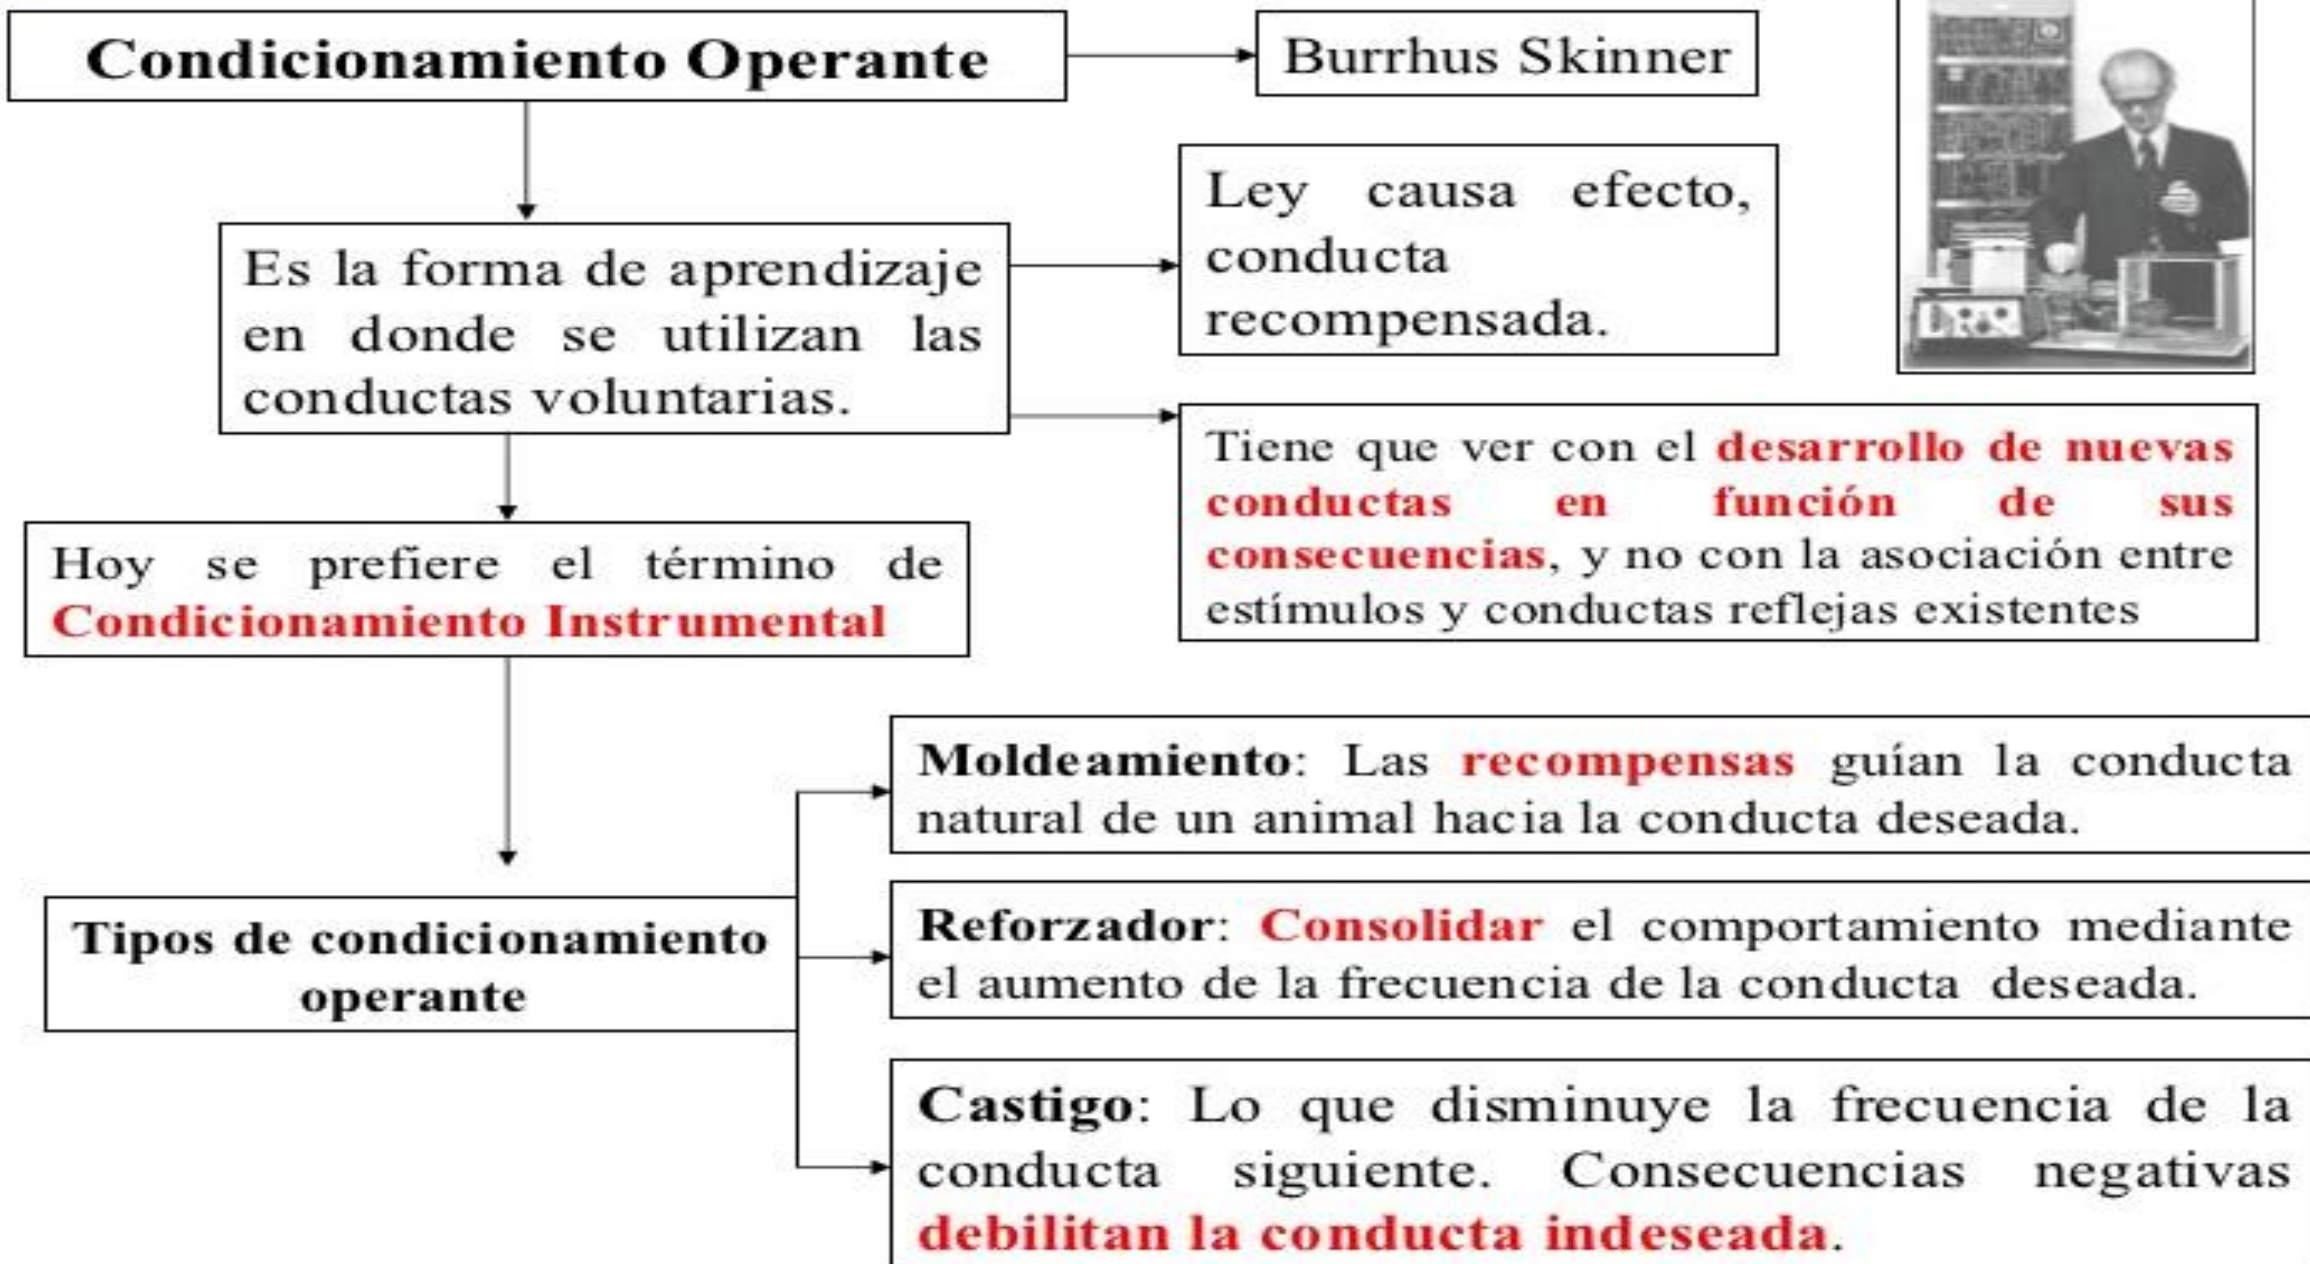 Condicionamiento Operante
Burrhus Skinner
Es la forma de aprendizaje
en donde se utilizan las
conductas voluntarias.
Ley causa efecto,
conducta
recompensada.
Tiene que ver con el desarrollo de nuevas
conductas en función de sus
consecuencias, y no con la asociación entre
estímulos y conductas reflejas existentes
Hoy se prefiere el término de
Condicionamiento Instrumental
Tipos de condicionamiento
operante
Moldeamiento: Las recompensas guían la conducta
natural de un animal hacia la conducta deseada.
Reforzador: Consolidar el comportamiento mediante
el aumento de la frecuencia de la conducta deseada.
Castigo: Lo que disminuye la frecuencia de la
conducta siguiente. Consecuencias negativas
debilitan la conducta indeseada.